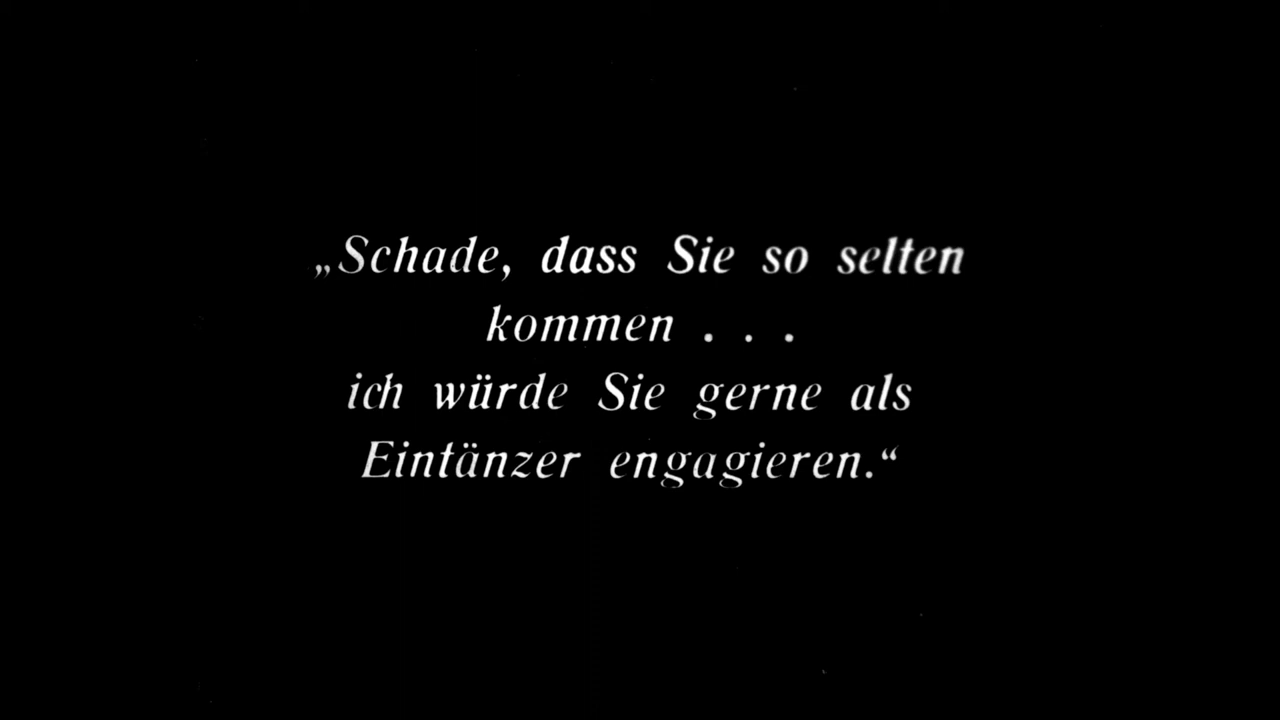 „Schade, dass Sie so selten
kommen . . .
ich würde Sie gerne als
Eintänzer engagieren.“